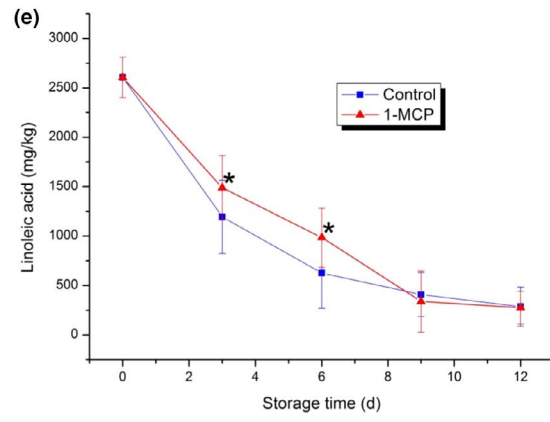 (e)
Linoleic acid (mg/kg)
3000
2500
2000
1500
1000
500
0
Control
1-MCP
*
*
0 2 4 6 8 10 12
Storage time (d)